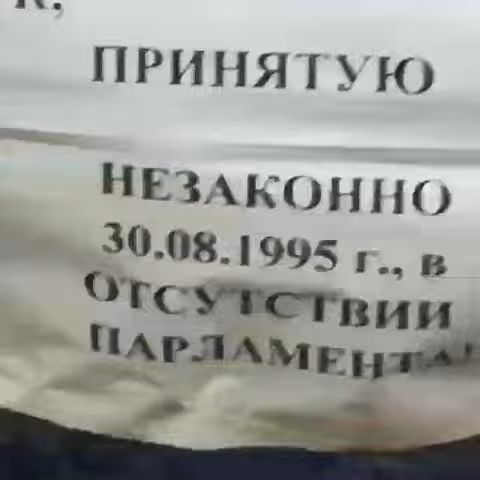 К,
ПРИНЯТУЮ
НЕЗАКОННО
30.08.1995 г., в
ОТСУТСТВИИ
ПАРЛАМЕНТА!